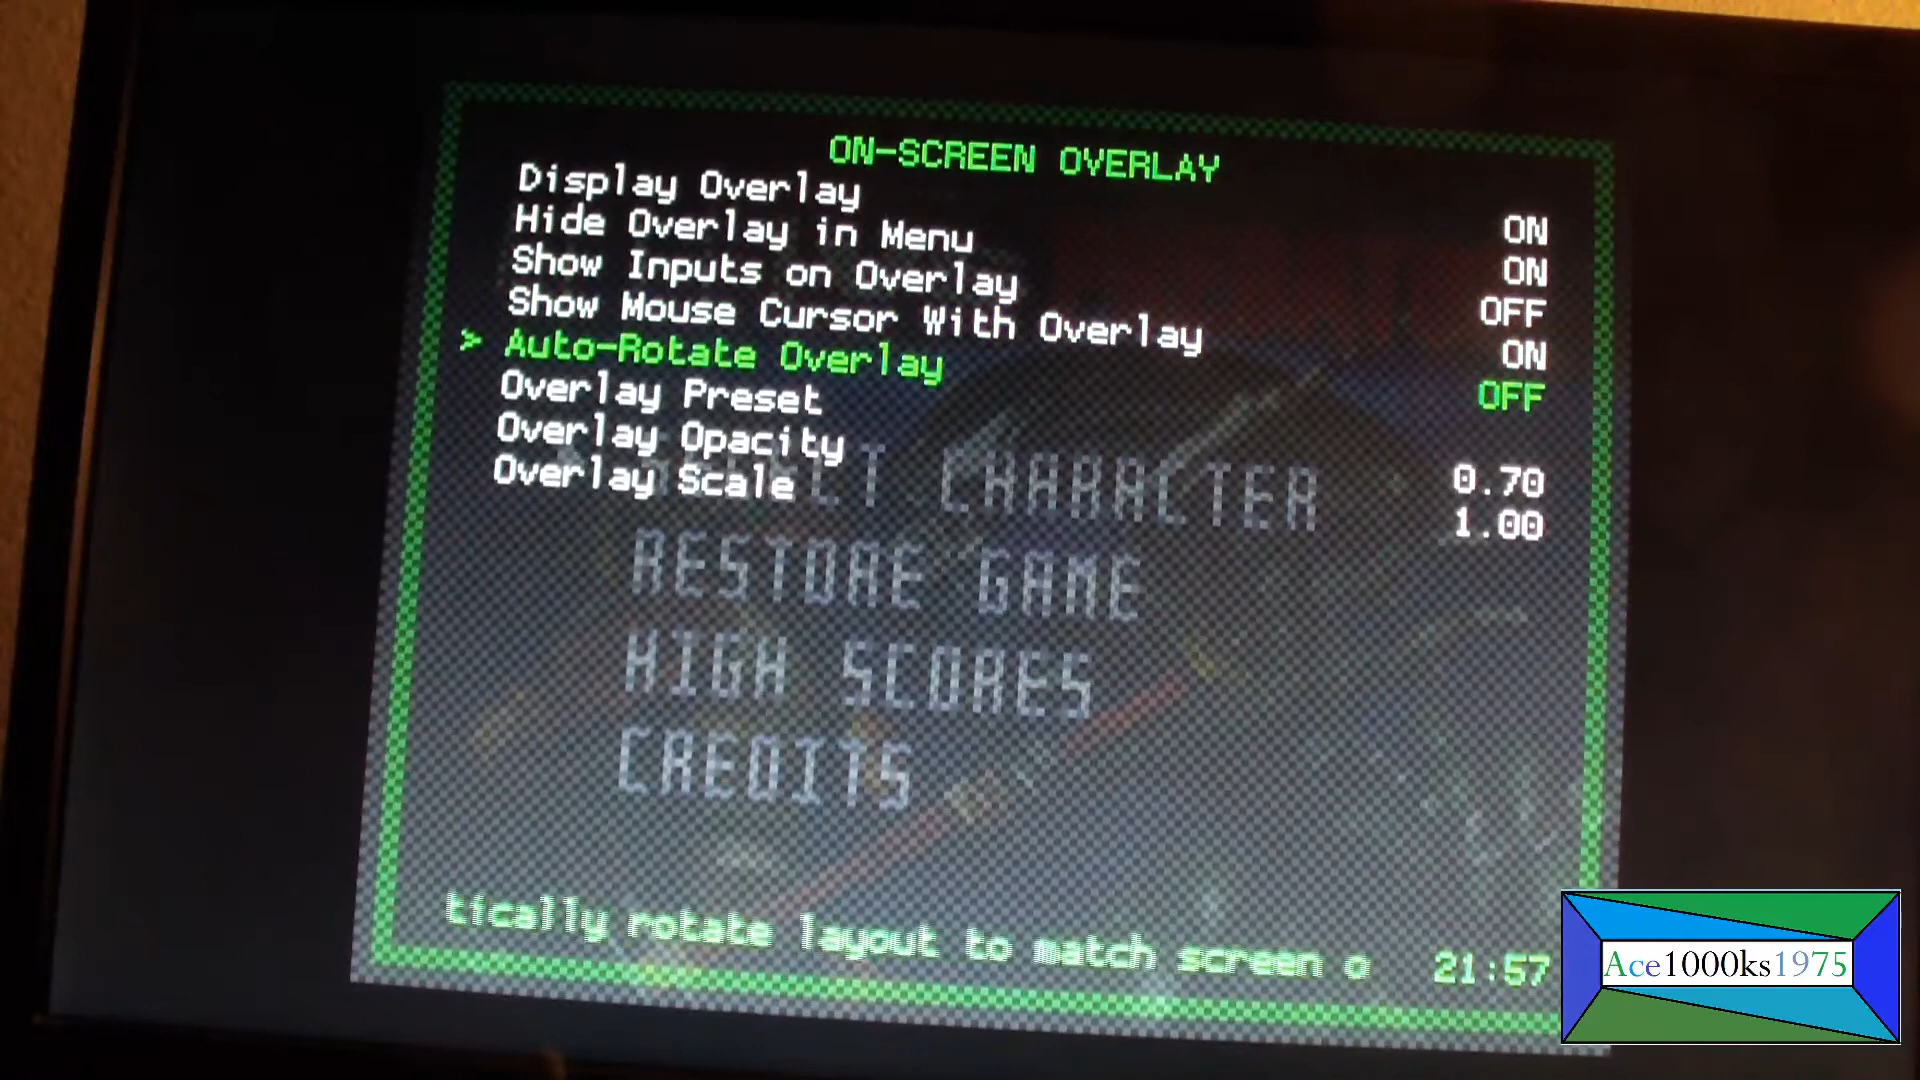 ON-SCREEN OVERLAY
Display Overlay ON
Hide Overlay in Menu ON
Show Inputs on Overlay OFF
Show Mouse Cursor With Overlay ON
> Auto-Rotate Overlay OFF
Overlay Preset
Overlay Opacity 0.70
Overlay Scale 1.00
CHARACTER
RESTORE GAME
HIGH SCORES
CREDITS
tically rotate layout to match screen o 21:57
Ace1000ks1975